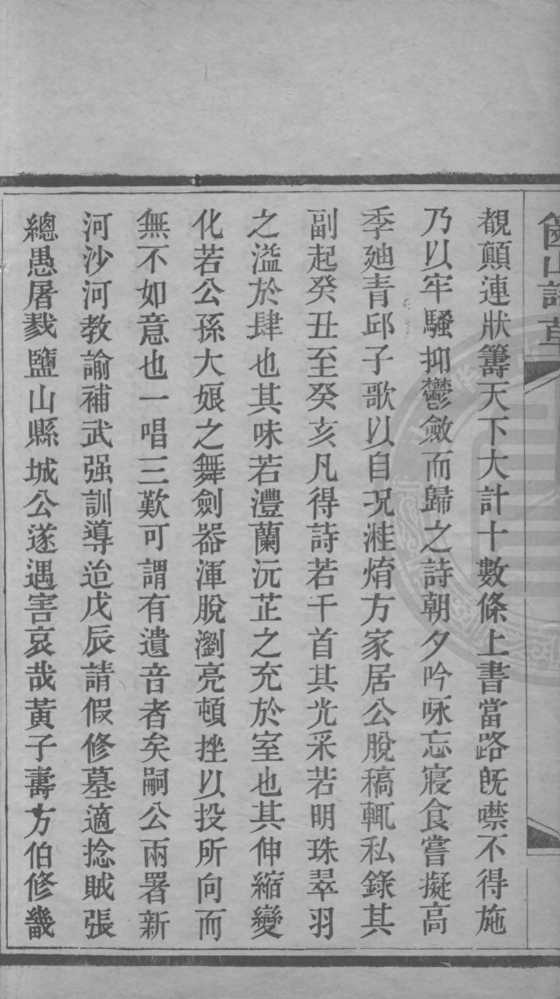 覩顛連狀籌天下大計十數條上書當路旣噤不得施
乃以牢騷抑鬱斂而歸之詩朝夕吟咏忘寢食嘗擬高
季廸青邱子歌以自况溎焴方家居公脫稿輒私錄其
副起癸丑至癸亥凡得詩若干首其光采若明珠翠羽
之溢於肆也其味若澧蘭沅芷之充於室也其伸縮變
化若公孫大娘之舞劍器渾脫瀏亮頓挫以投所向而
無不如意也一唱三歎可謂有遺音者矣嗣公兩署新
河沙河教諭補武强訓導迨戊辰請假修墓適捻賊張
總愚屠戮鹽山縣城公遂遇害哀哉黃子壽方伯修畿